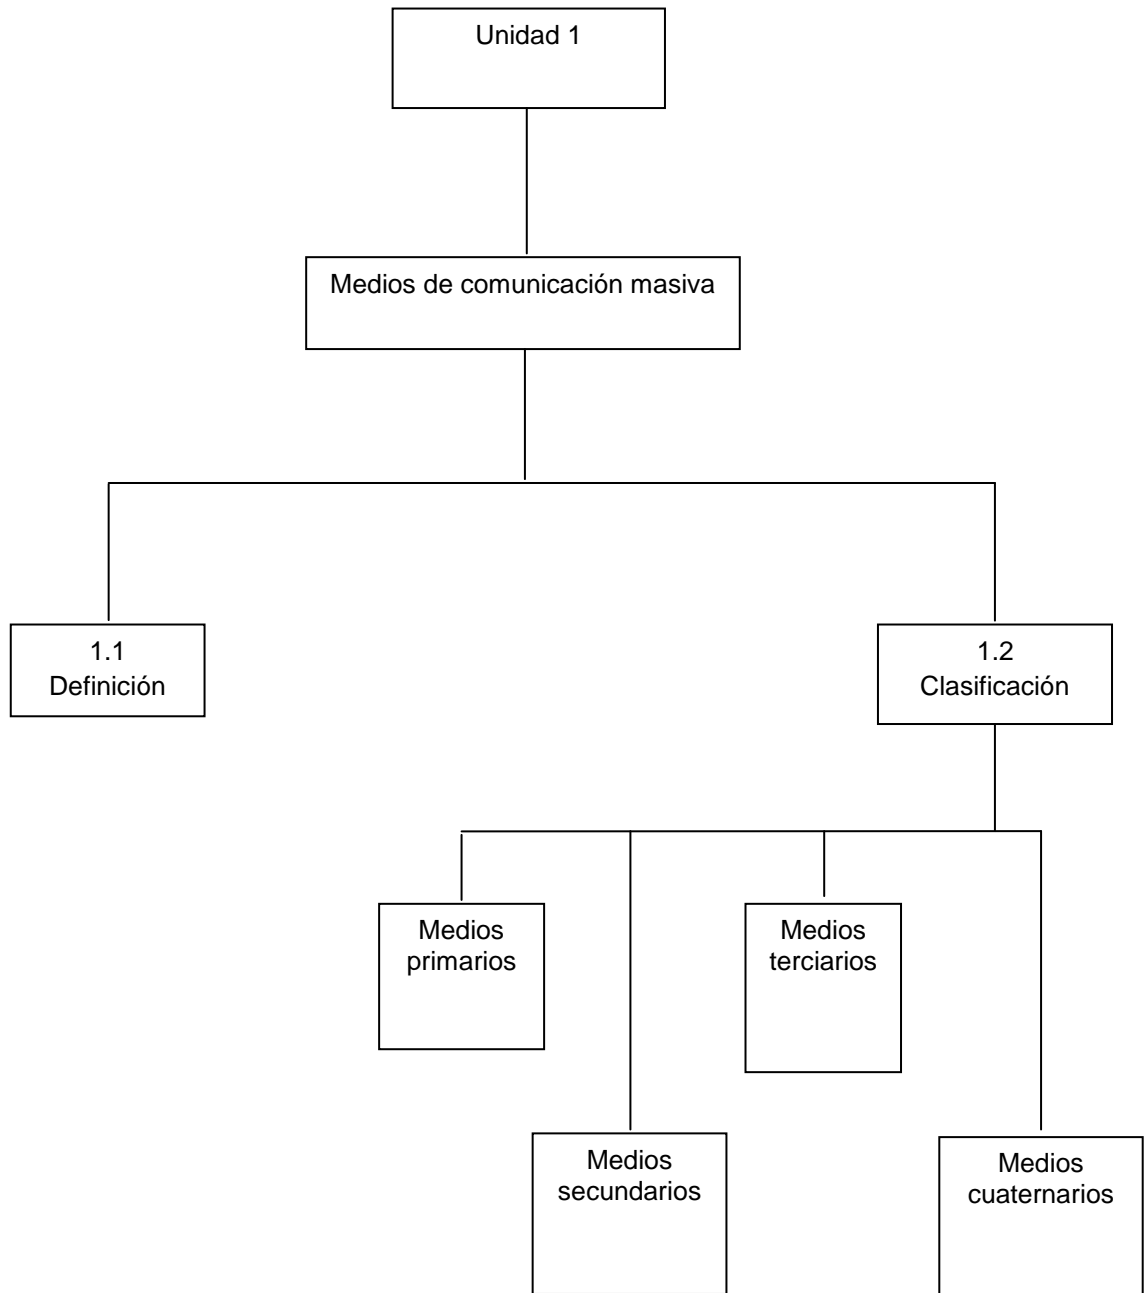 Unidad 1
Medios de comunicación masiva
1.1
Definición
1.2
Clasificación
Medios
primarios
Medios
terciarios
Medios
secundarios
Medios
cuaternarios